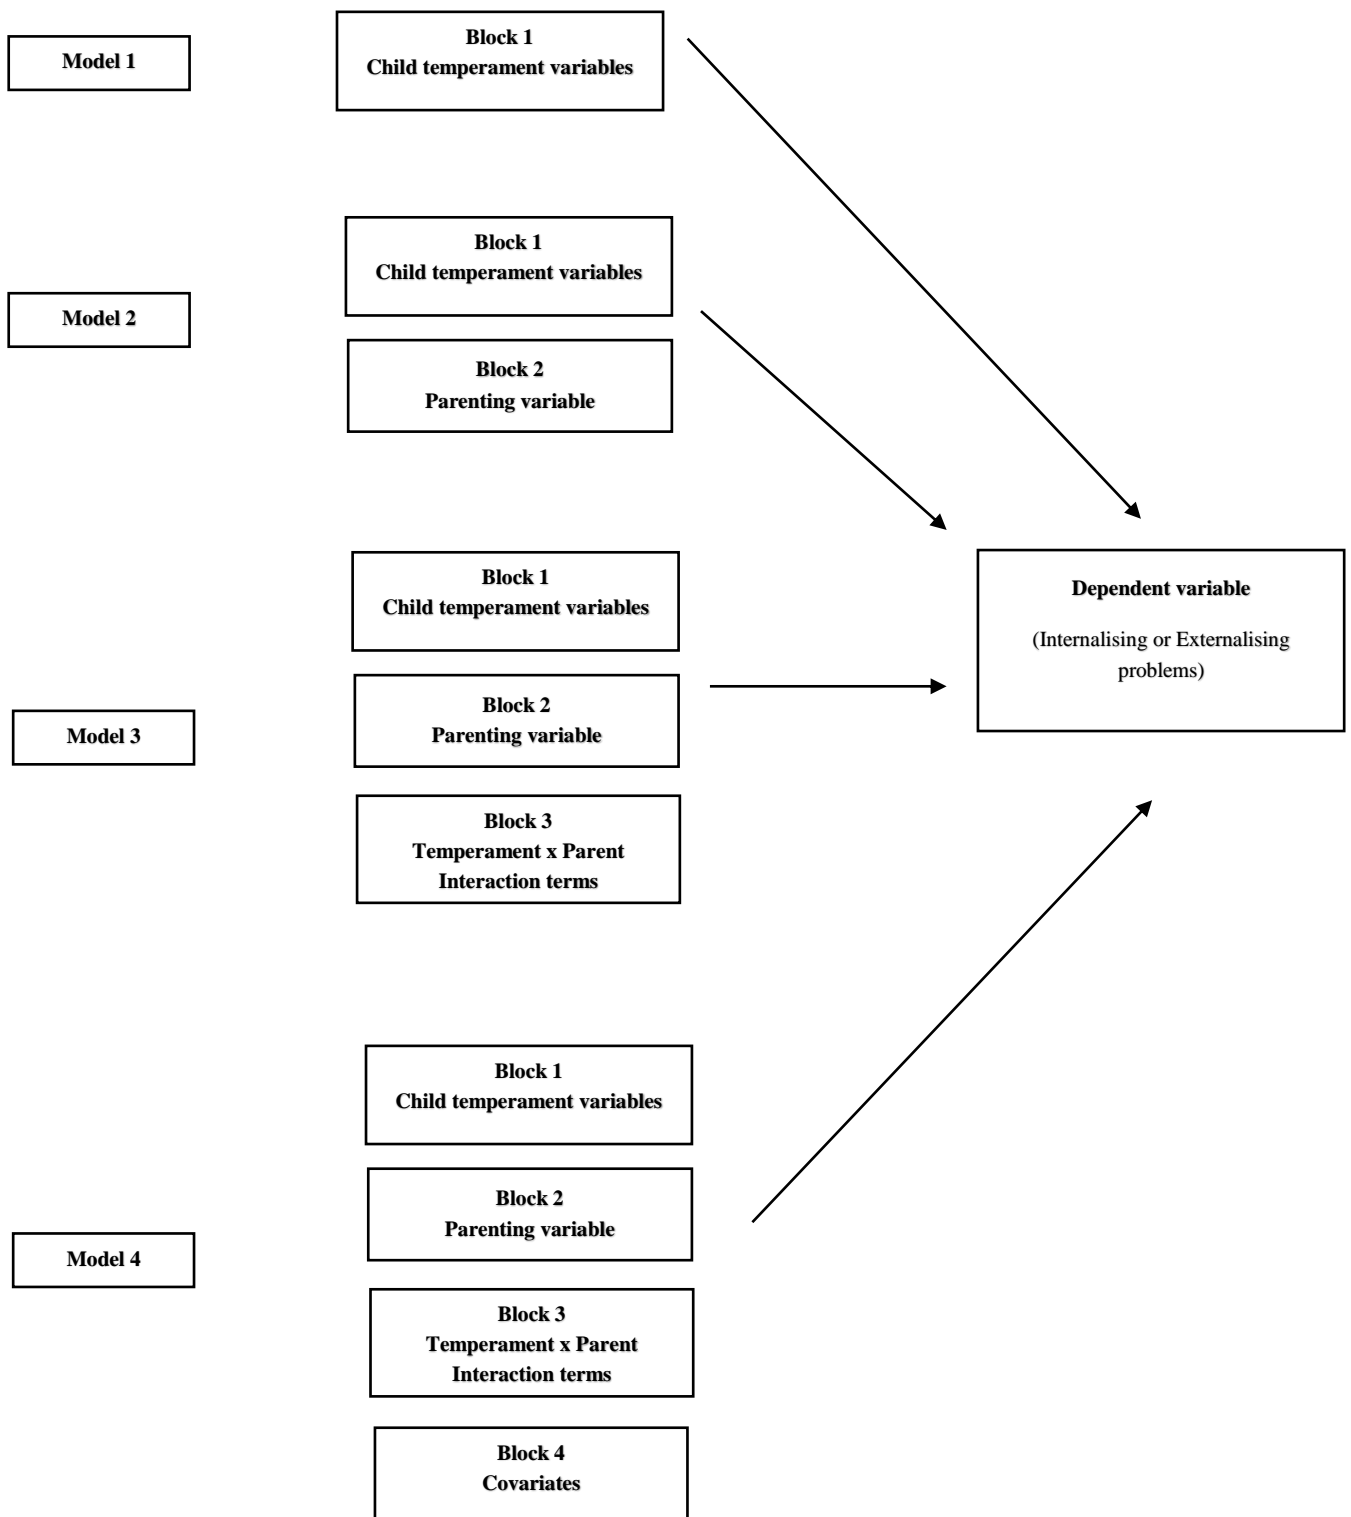 Model 1
Block 1
Child temperament variables
Model 2
Block 1
Child temperament variables
Block 2
Parenting variable
Model 3
Block 1
Child temperament variables
Block 2
Parenting variable
Block 3
Temperament x Parent
Interaction terms
Dependent variable
(Internalising or Externalising
problems)
Model 4
Block 1
Child temperament variables
Block 2
Parenting variable
Block 3
Temperament x Parent
Interaction terms
Block 4
Covariates